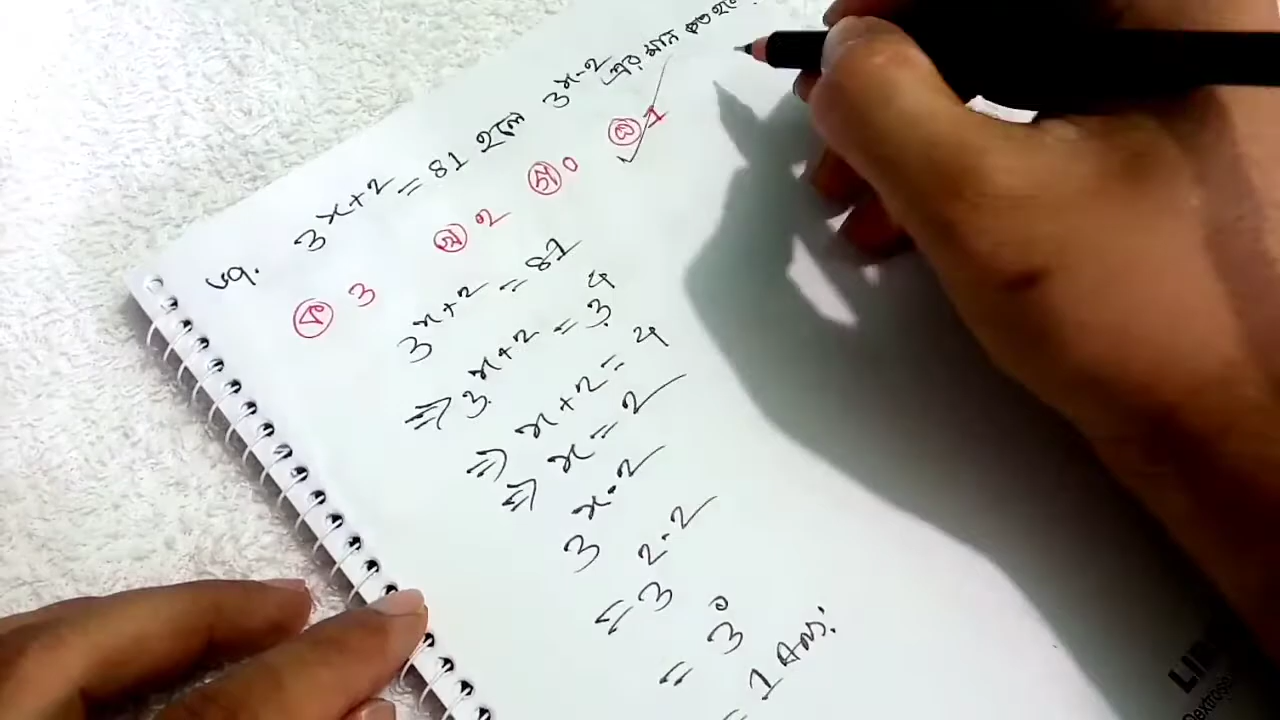 ৬৭. 3^x+2 = 81 হলে 3^x-2 এর মান কত হবে?
ক 3 খ 2 গ 0 ঘ 1
3^x+2 = 81
⇒ 3^x+2 = 3^4
⇒ x+2 = 4
⇒ x = 2
3^x-2
= 3^2-2
= 3^0
= 1 Ans: